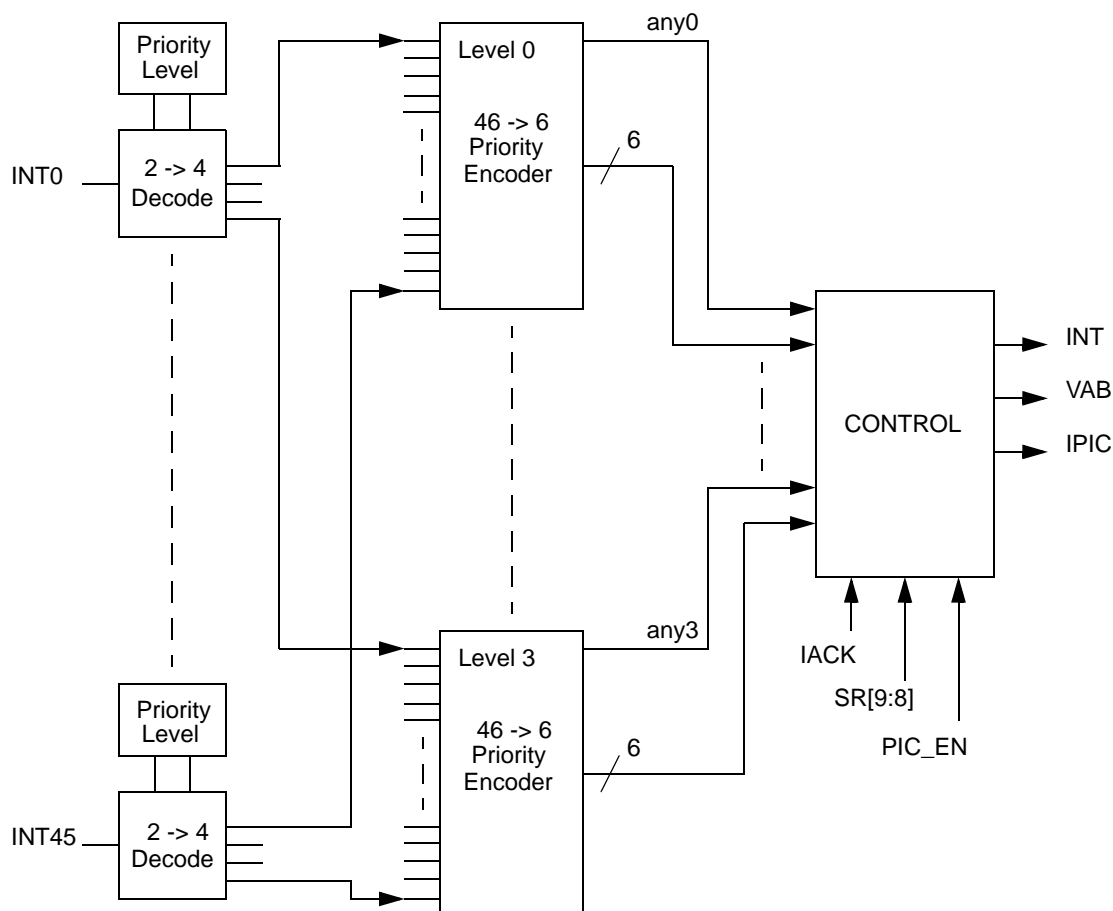 Priority
Level
INT0
2 -> 4
Decode
Level 0
46 -> 6
Priority
Encoder
any0
6
CONTROL
INT
VAB
IPIC
IACK
SR[9:8]
PIC_EN
Priority
Level
INT45
2 -> 4
Decode
Level 3
46 -> 6
Priority
Encoder
any3
6